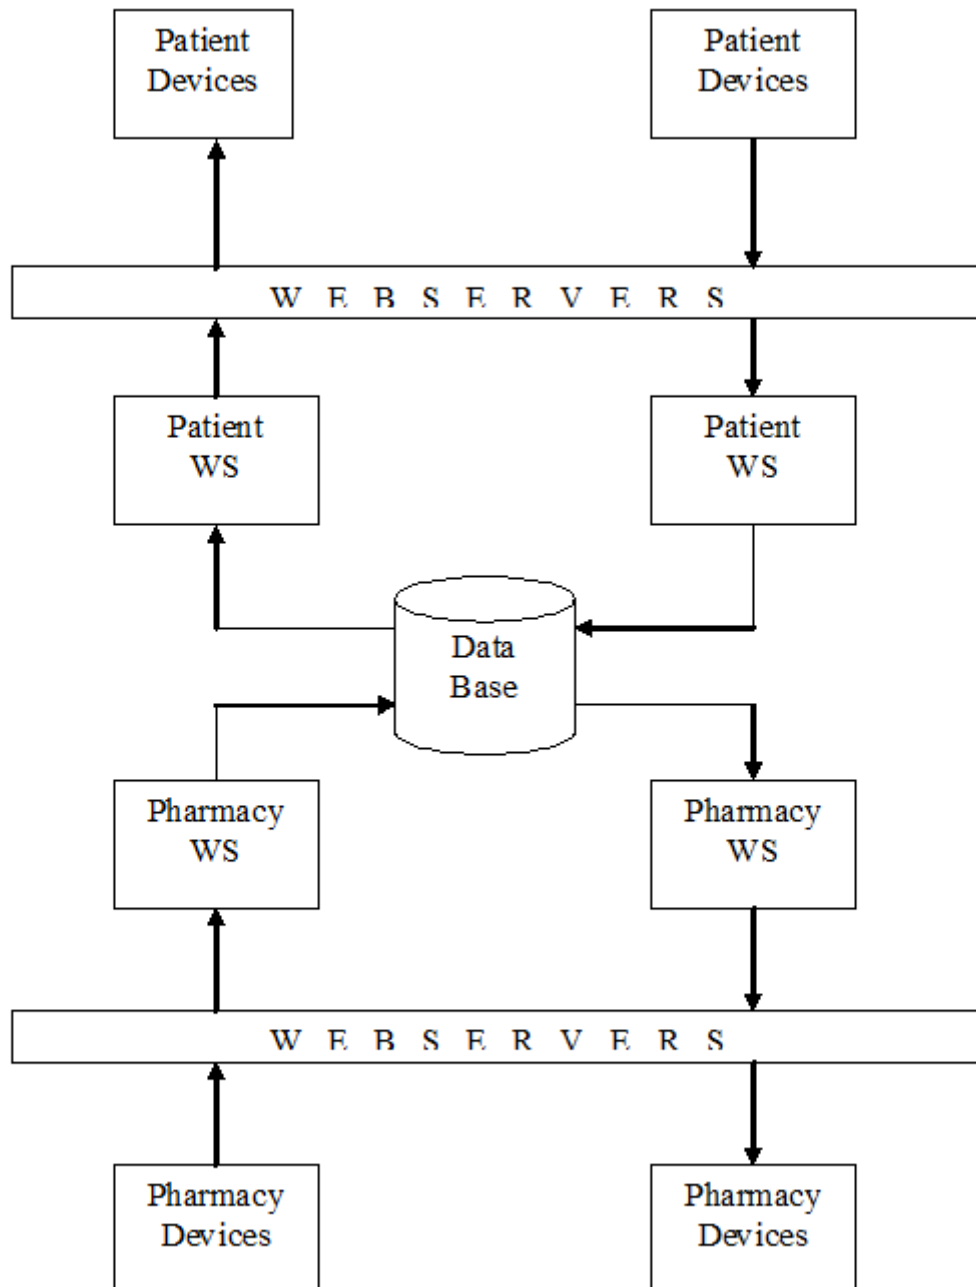 Patient
Devices
Patient
Devices
W E B S E R V E R S
Patient
WS
Patient
WS
Data
Base
Pharmacy
WS
Pharmacy
WS
W E B S E R V E R S
Pharmacy
Devices
Pharmacy
Devices